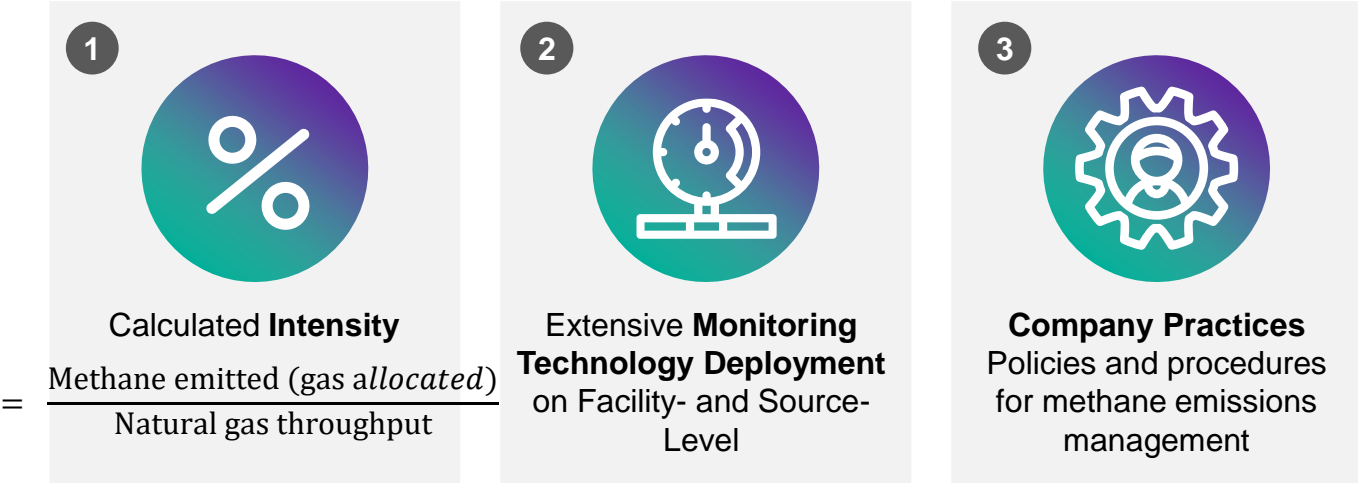 1
Calculated Intensity
= Methane emitted (gas allocated)
Natural gas throughput
2
Extensive Monitoring
Technology Deployment
on Facility- and Source-
Level
3
Company Practices
Policies and procedures
for methane emissions
management